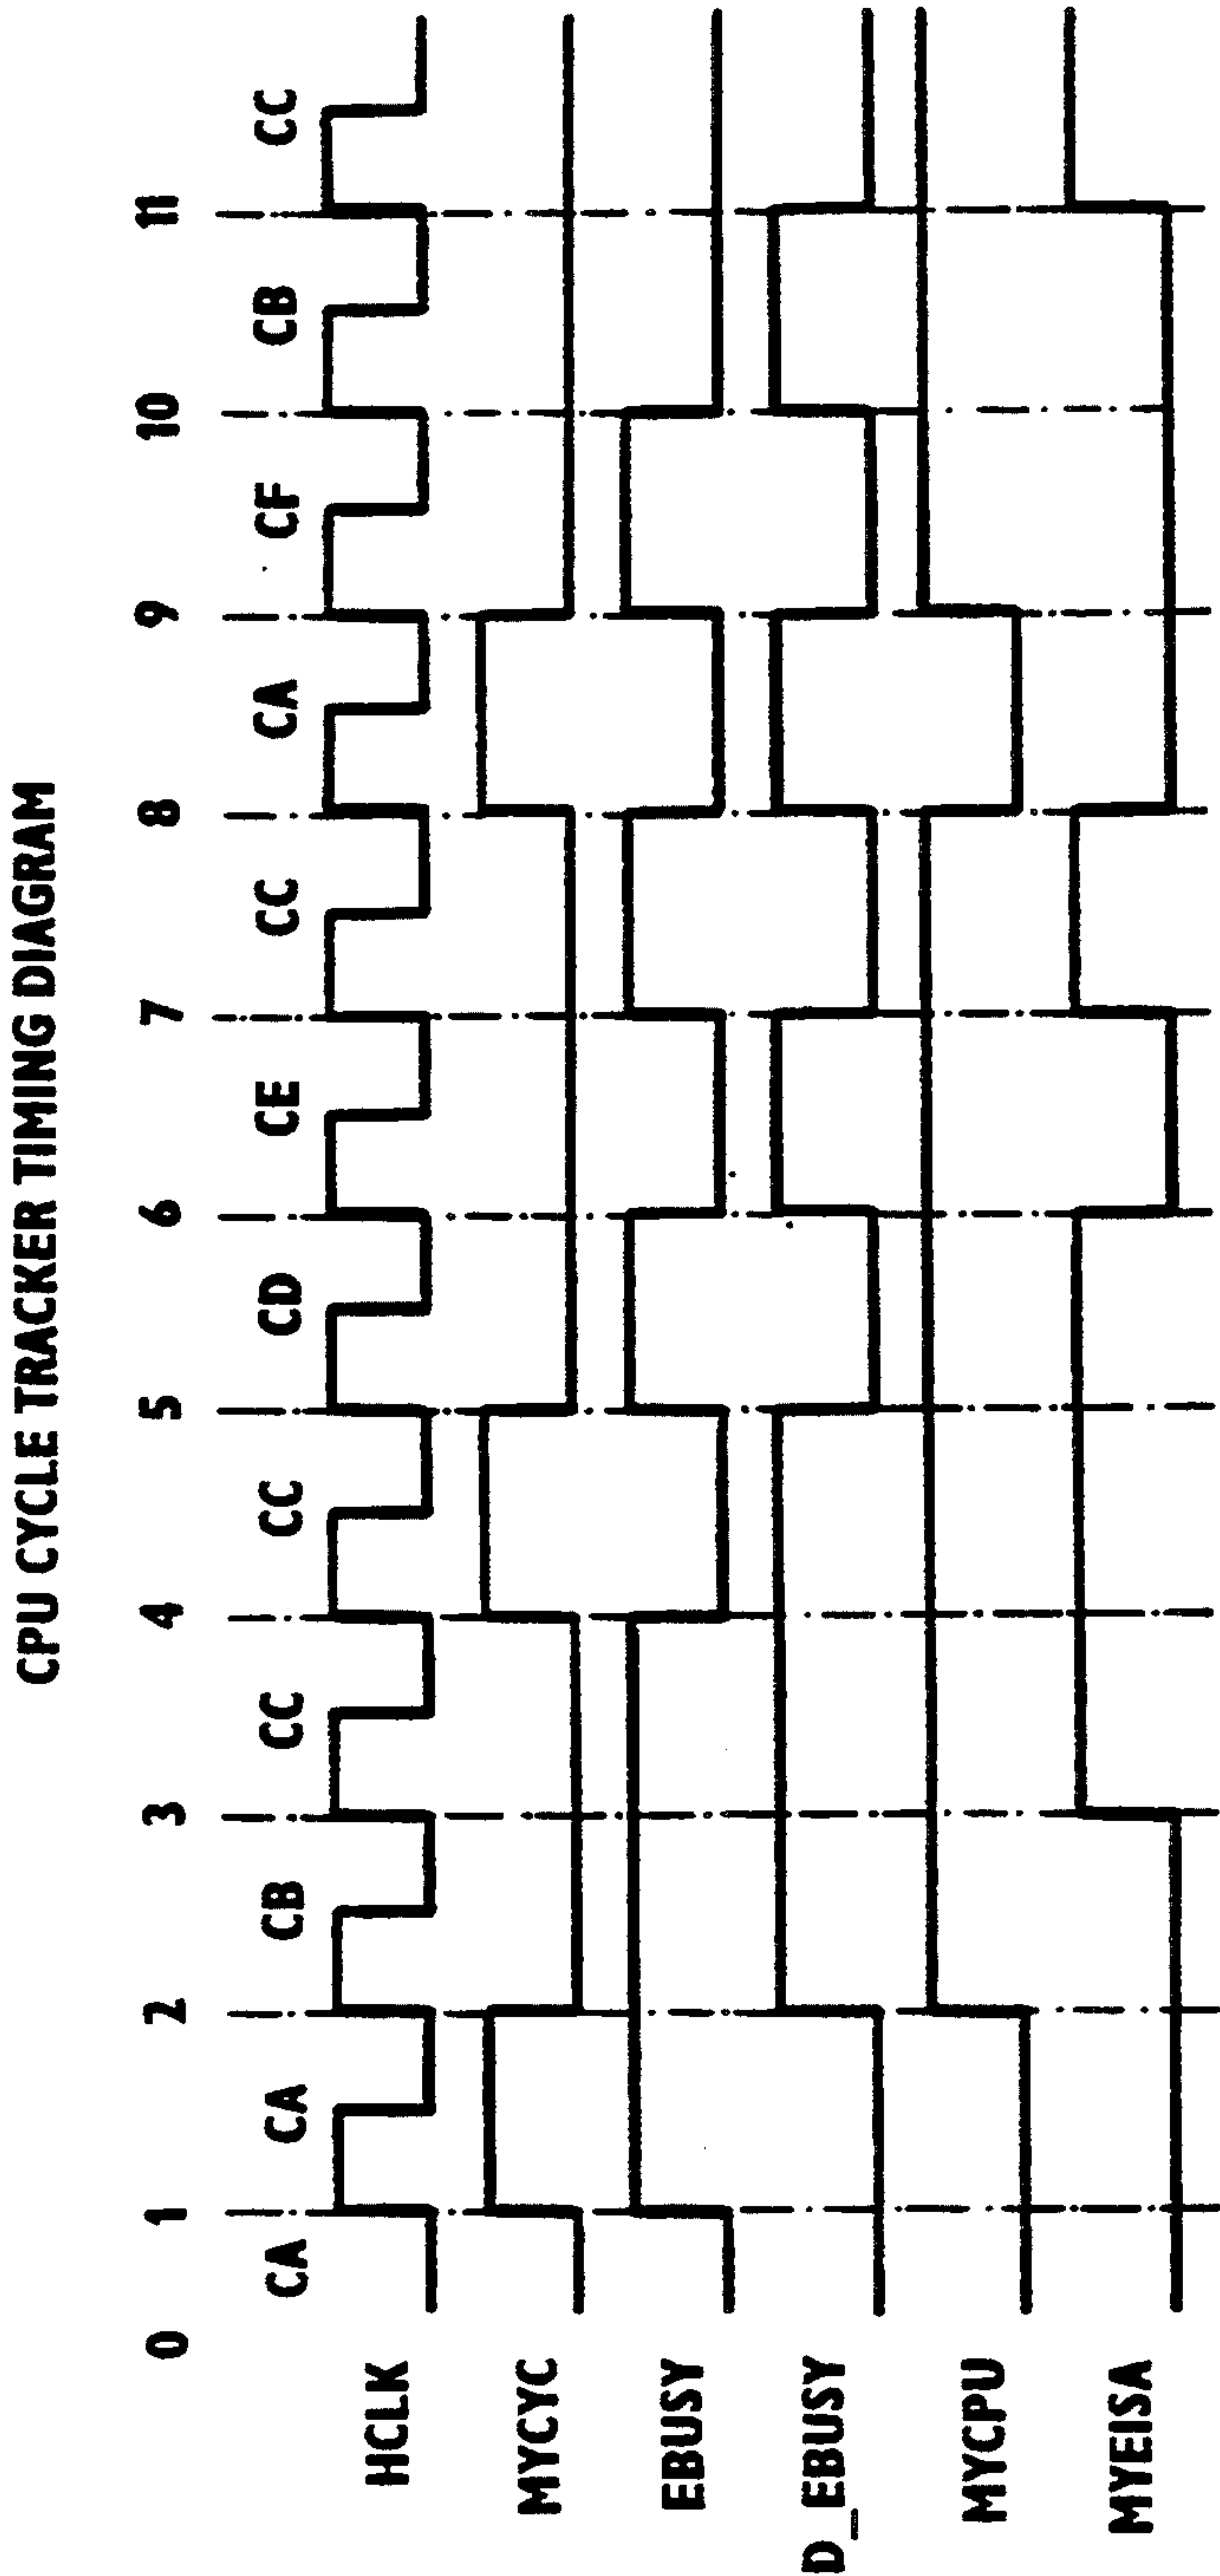 CPU CYCLE TRACKER TIMING DIAGRAM
0 1 2 3 4 5 6 7 8 9 10 11
CA CA CB CC CC CD CE CC CA CF CB CC
HCLK
MYCYC
EBUSY
D_EBUSY
MYCPU
MYEISA